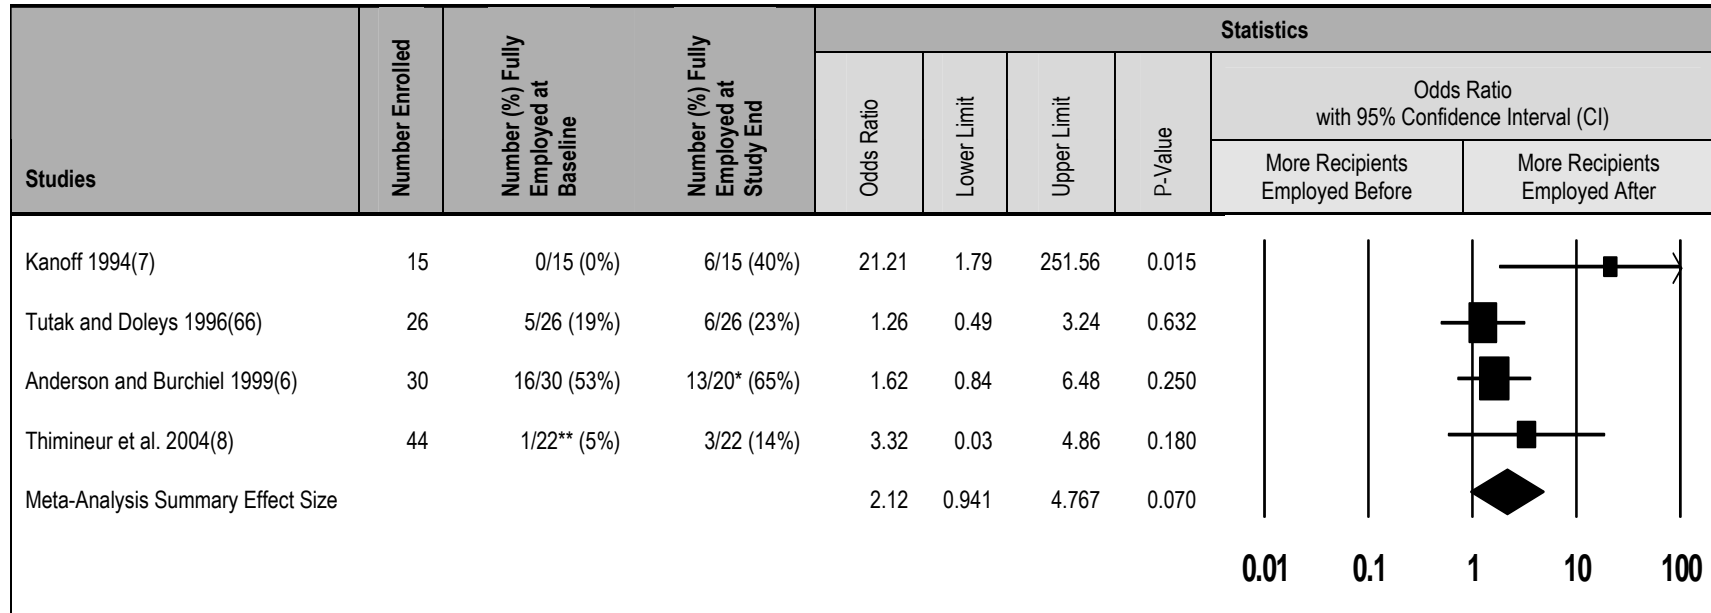 Studies
Number Enrolled
Number (%) Fully
Employed at
Baseline
Number (%) Fully
Employed at
Study End
Statistics
Odds Ratio
Lower Limit
Upper Limit
P-Value
Odds Ratio
with 95% Confidence Interval (CI)
More Recipients
Employed Before
More Recipients
Employed After
Kanoff 1994(7) 15 0/15 (0%) 6/15 (40%) 21.21 1.79 251.56 0.015
Tutak and Doleys 1996(66) 26 5/26 (19%) 6/26 (23%) 1.26 0.49 3.24 0.632
Anderson and Burchiel 1999(6) 30 16/30 (53%) 13/20* (65%) 1.62 0.84 6.48 0.250
Thimineur et al. 2004(8) 44 1/22** (5%) 3/22 (14%) 3.32 0.03 4.86 0.180
Meta-Analysis Summary Effect Size 2.12 0.941 4.767 0.070
0.01 0.1 1 10 100